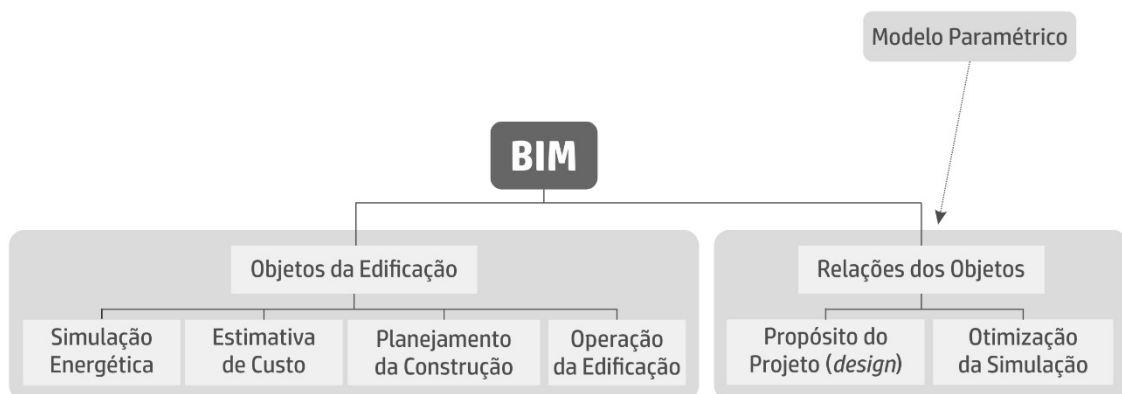 Modelo Paramétrico
BIM
Objetos da Edificação
Simulação
Energética
Estimativa
de Custo
Planejamento
da Construção
Operação
da Edificação
Relações dos Objetos
Propósito do
Projeto (design)
Otimização
da Simulação